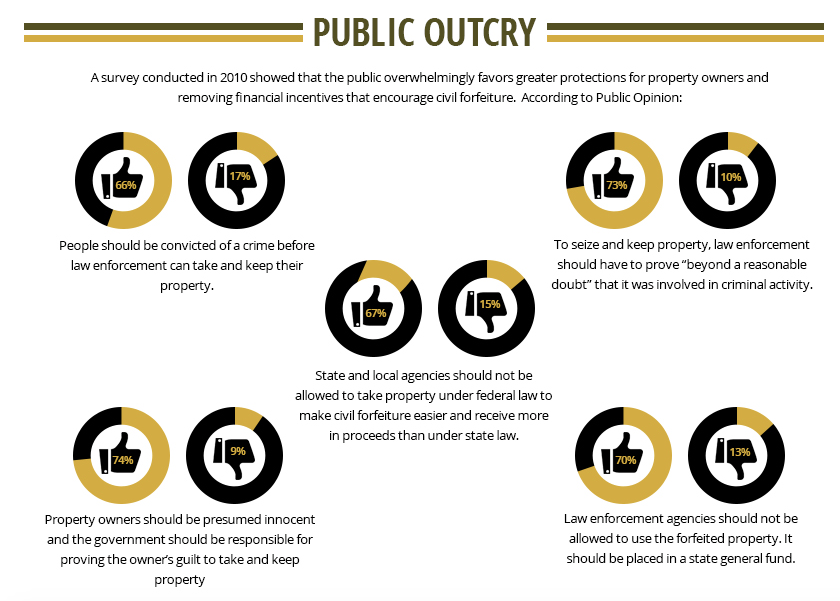 PUBLIC OUTCRY
A survey conducted in 2010 showed that the public overwhelmingly favors greater protections for property owners and
removing financial incentives that encourage civil forfeiture. According to Public Opinion:
66%
17%
People should be convicted of a crime before
law enforcement can take and keep their
property.
73%
10%
To seize and keep property, law enforcement
should have to prove “beyond a reasonable
doubt” that it was involved in criminal activity.
67%
15%
State and local agencies should not be
allowed to take property under federal law to
make civil forfeiture easier and receive more
in proceeds than under state law.
74%
9%
Property owners should be presumed innocent
and the government should be responsible for
proving the owner’s guilt to take and keep
property
70%
13%
Law enforcement agencies should not be
allowed to use the forfeited property. It
should be placed in a state general fund.